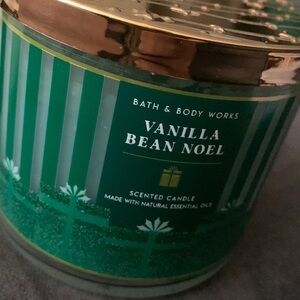 BATH & BODY WORKS
VANILLA
BEAN NOEL
SCENTED CANDLE
MADE WITH NATURAL ESSENTIAL OILS